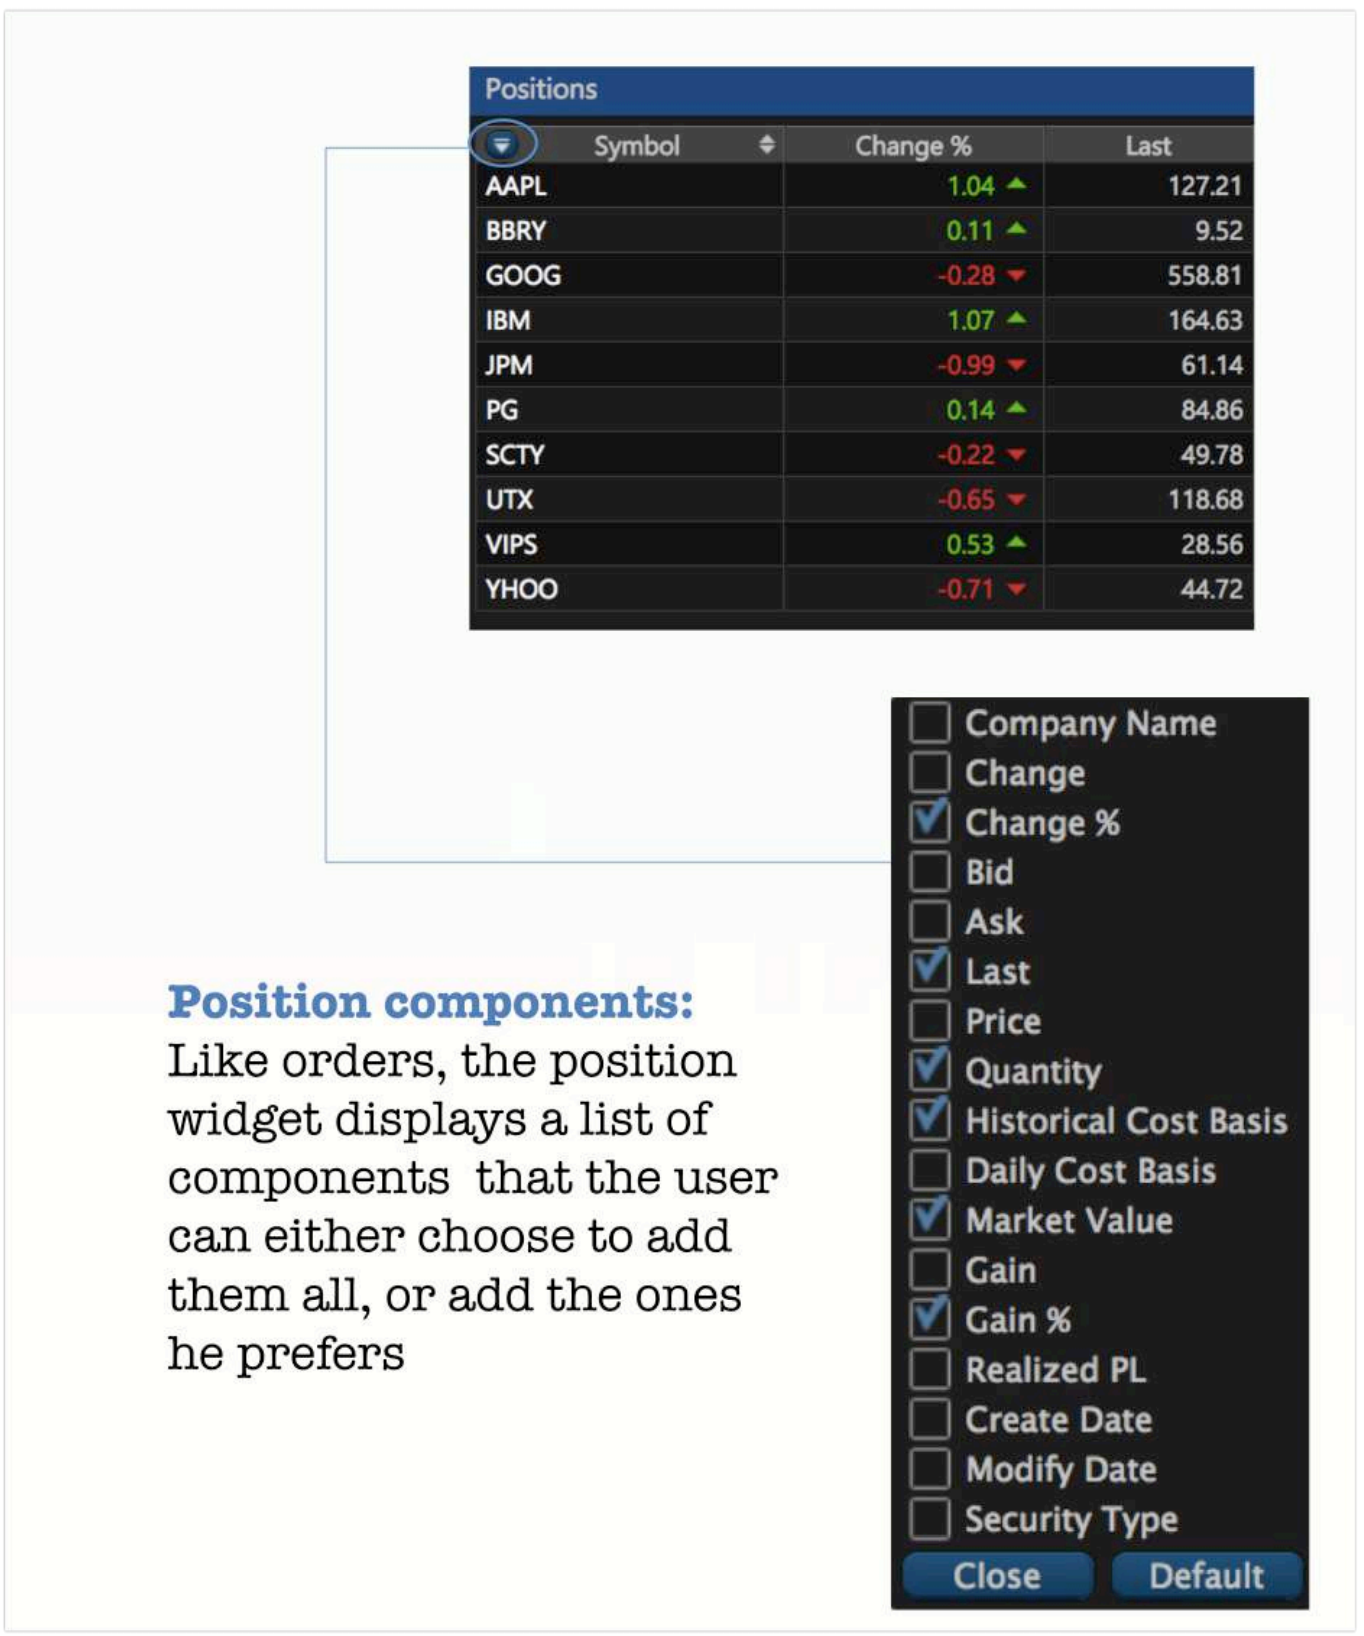 Positions
Symbol Change % Last
AAPL 1.04 127.21
BBRY 0.11 9.52
GOOG -0.28 558.81
IBM 1.07 164.63
JPM -0.99 61.14
PG 0.14 84.86
SCTY -0.22 49.78
UTX -0.65 118.68
VIPS 0.53 28.56
YHOO -0.71 44.72
Company Name
Change
Change %
Bid
Ask
Last
Price
Quantity
Historical Cost Basis
Daily Cost Basis
Market Value
Gain
Gain %
Realized PL
Create Date
Modify Date
Security Type
Close Default
Position components:
Like orders, the position
widget displays a list of
components that the user
can either choose to add
them all, or add the ones
he prefers